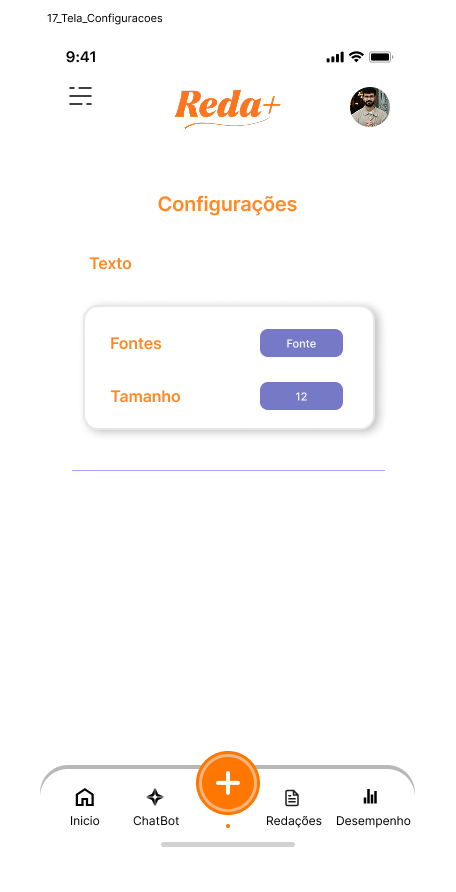 17_Tela_Configuracoes
9:41
Reda+
Configurações
Texto
Fontes Fonte
Tamanho 12
Inicio ChatBot Redações Desempenho